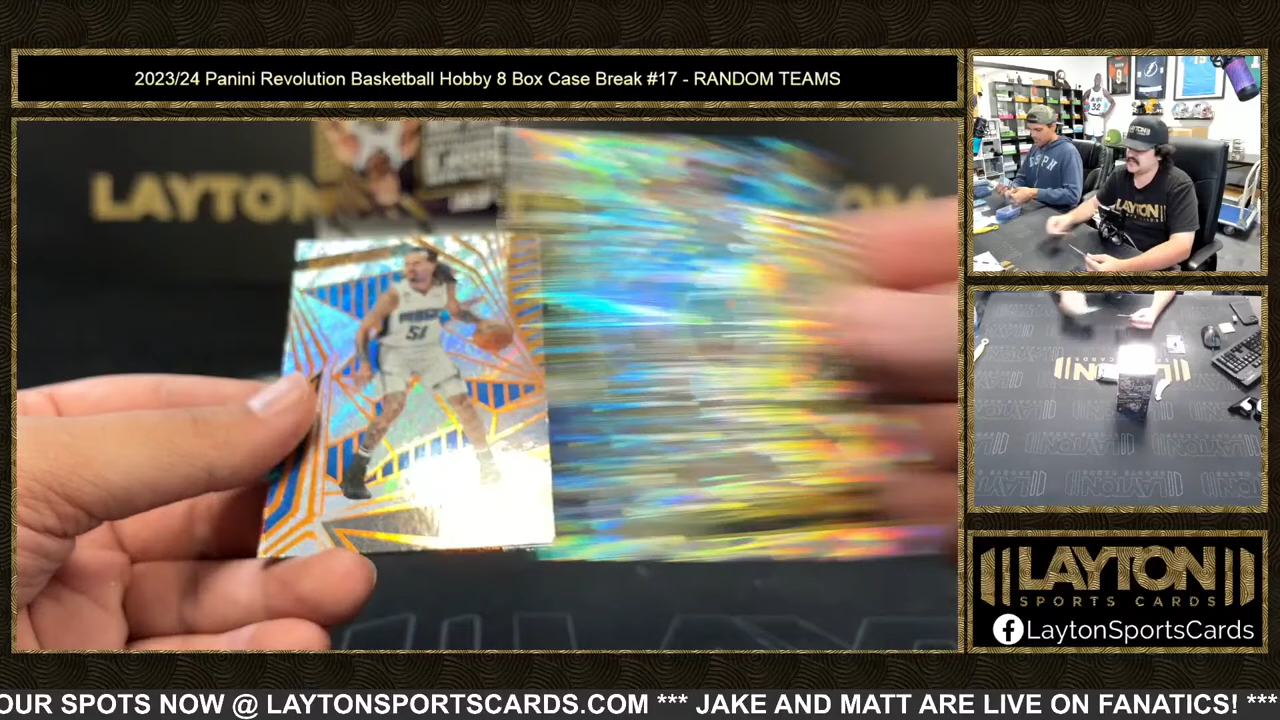 2023/24 Panini Revolution Basketball Hobby 8 Box Case Break #17 - RANDOM TEAMS
LAYTON
LAYTON
SPORTS CARDS
LaytonSportsCards
OUR SPOTS NOW @ LAYTONSPORTSCARDS.COM *** JAKE AND MATT ARE LIVE ON FANATICS! ***